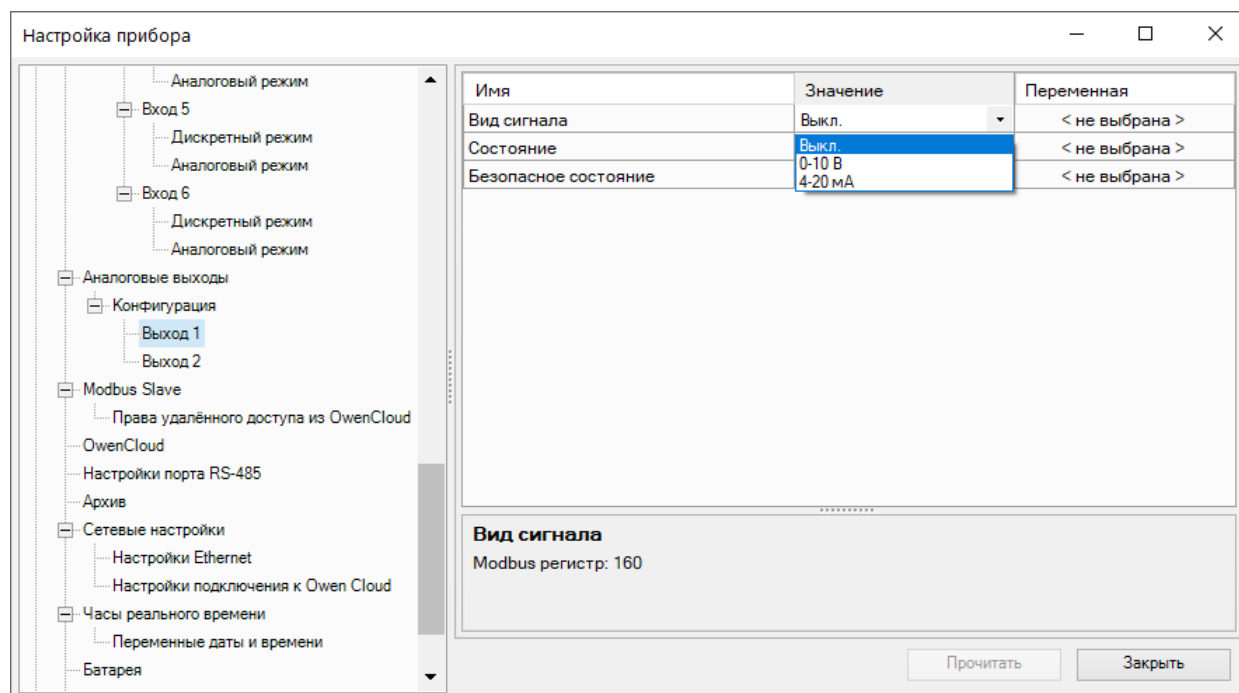 Настройка прибора
Аналоговый режим
Вход 5
Дискретный режим
Аналоговый режим
Вход 6
Дискретный режим
Аналоговый режим
Аналоговые выходы
Конфигурация
Выход 1
Выход 2
Modbus Slave
Права удалённого доступа из OwenCloud
OwenCloud
Настройки порта RS-485
Архив
Сетевые настройки
Настройки Ethernet
Настройки подключения к Owen Cloud
Часы реального времени
Переменные даты и времени
Батарея
Имя Значение Переменная
Вид сигнала Выкл. < не выбрана >
Состояние < не выбрана >
Безопасное состояние < не выбрана >
Выкл.
0-10 В
4-20 мА
Вид сигнала
Modbus регистр: 160
Прочитать Закрыть